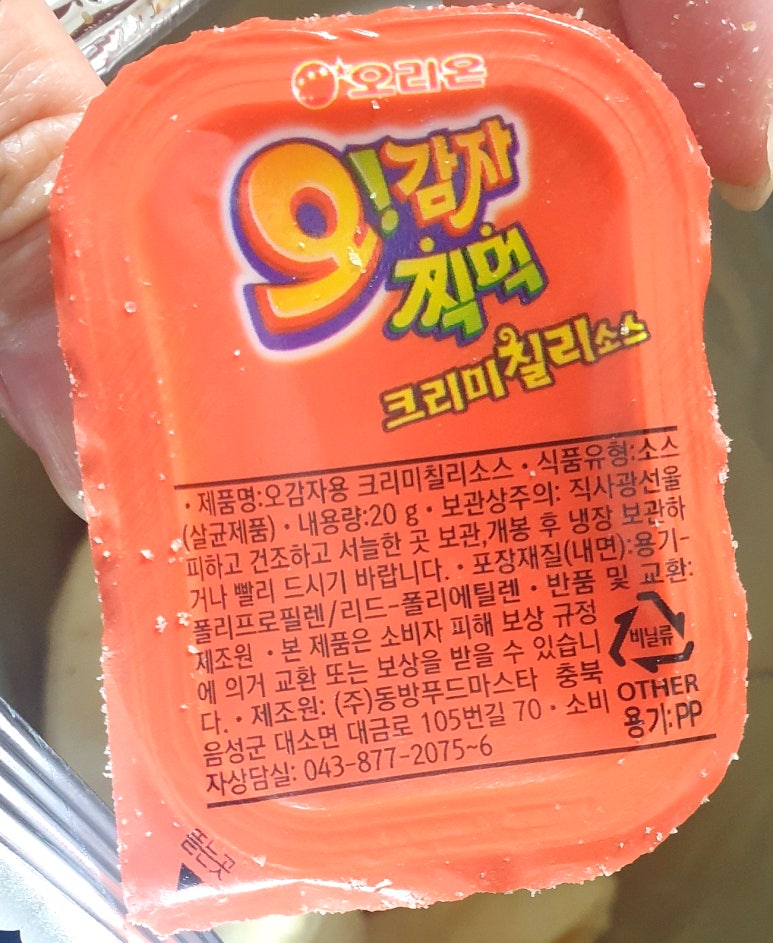 오리온
오!감자
찍먹
크리미칠리소스
· 제품명:오감자용 크리미칠리소스 · 식품유형:소스
(살균제품) · 내용량:20 g · 보관상주의: 직사광선을
피하고 건조하고 서늘한 곳 보관,개봉 후 냉장 보관하
거나 빨리 드시기 바랍니다. · 포장재질(내면):용기-
폴리프로필렌/리드-폴리에틸렌 · 반품 및 교환:
제조원 · 본 제품은 소비자 피해 보상 규정
에 의거 교환 또는 보상을 받을 수 있습니
다. · 제조원: (주)동방푸드마스타 충북
음성군 대소면 대금로 105번길 70 · 소비
자상담실: 043-877-2075~6
비닐류
OTHER
용기:PP
뜯는곳